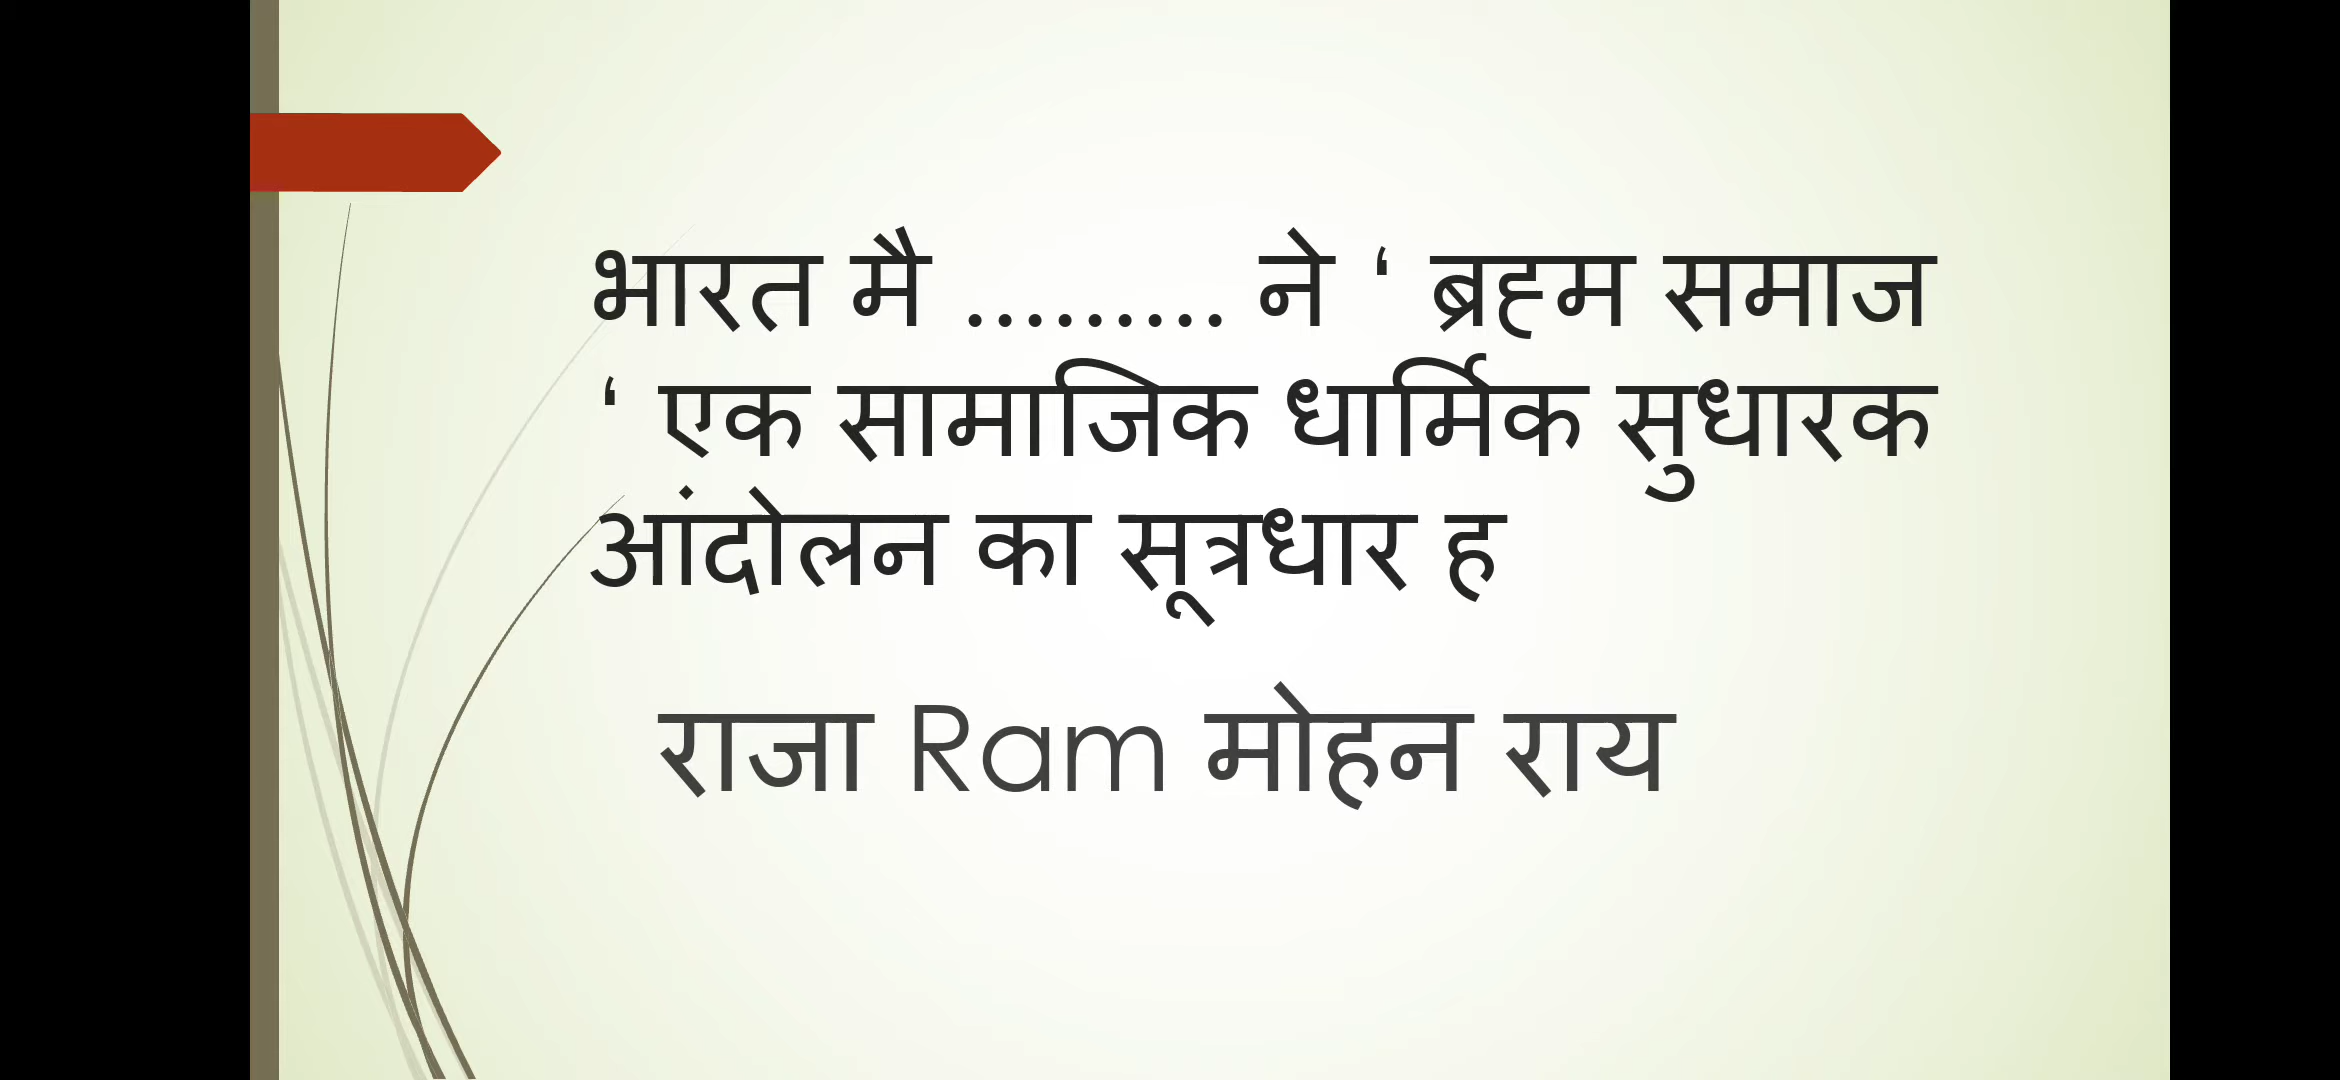 भारत मै ......... ने ‘ ब्रह्म समाज
‘ एक सामाजिक धार्मिक सुधारक
आंदोलन का सूत्रधार ह
राजा Ram मोहन राय